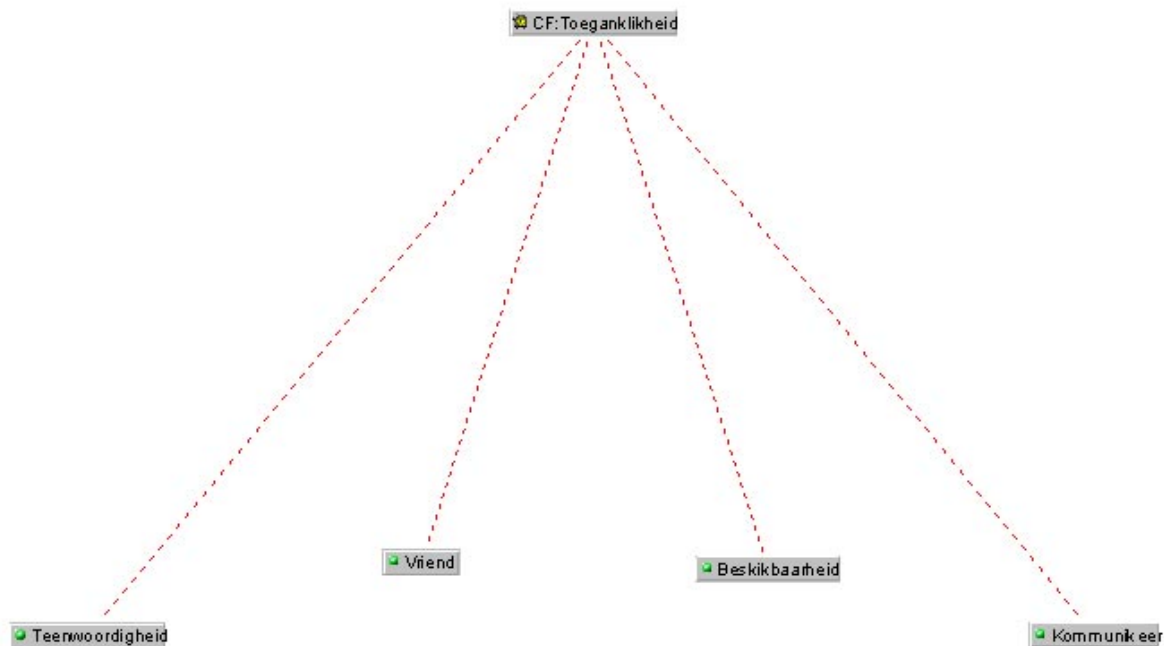 CF:Toeganklikheid
Vriend
Beskikbaarheid
Teenwoordigheid
Kommunikeer